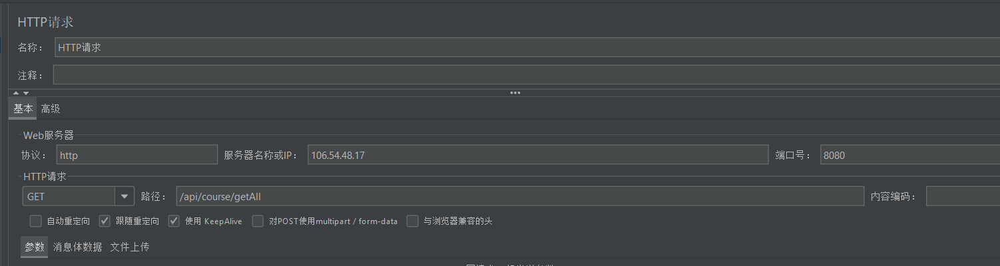 HTTP请求
名称： HTTP请求
注释：
基本 高级
Web服务器
协议： http 服务器名称或IP： 106.54.48.17 端口号： 8080
HTTP请求
GET 路径： /api/course/getAll 内容编码：
自动重定向 跟随重定向 使用 KeepAlive 对POST使用multipart / form-data 与浏览器兼容的头
参数 消息体数据 文件上传